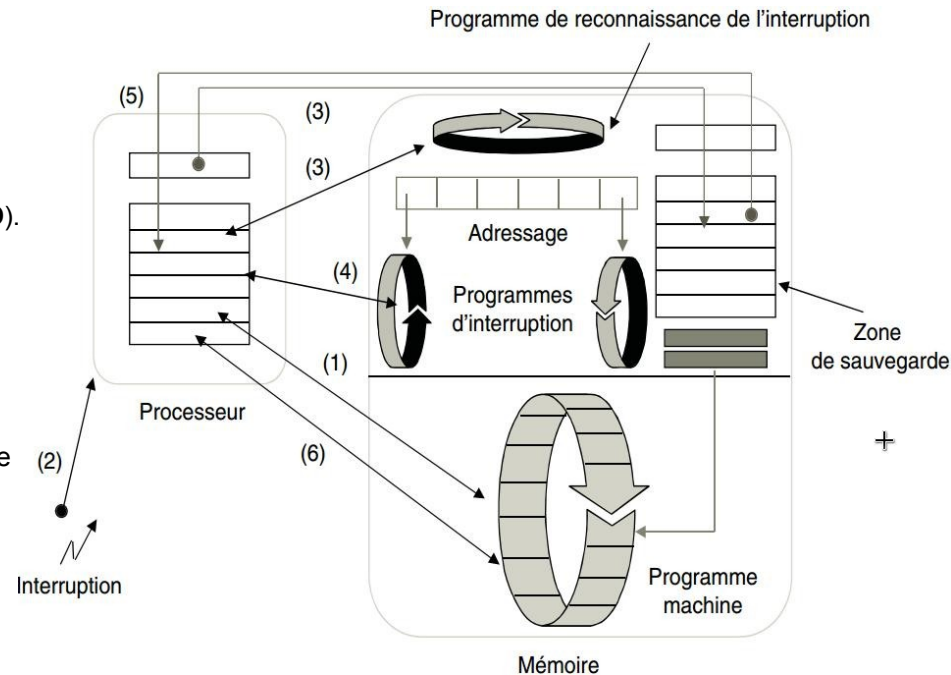 Programme de reconnaissance de l'interruption
(5)
(3)
(3)
).
Adressage
(4)
Programmes
d'interruption
Zone
de sauvegarde
(1)
Processeur
(6)
e
(2)
Interruption
Programme
machine
Mémoire